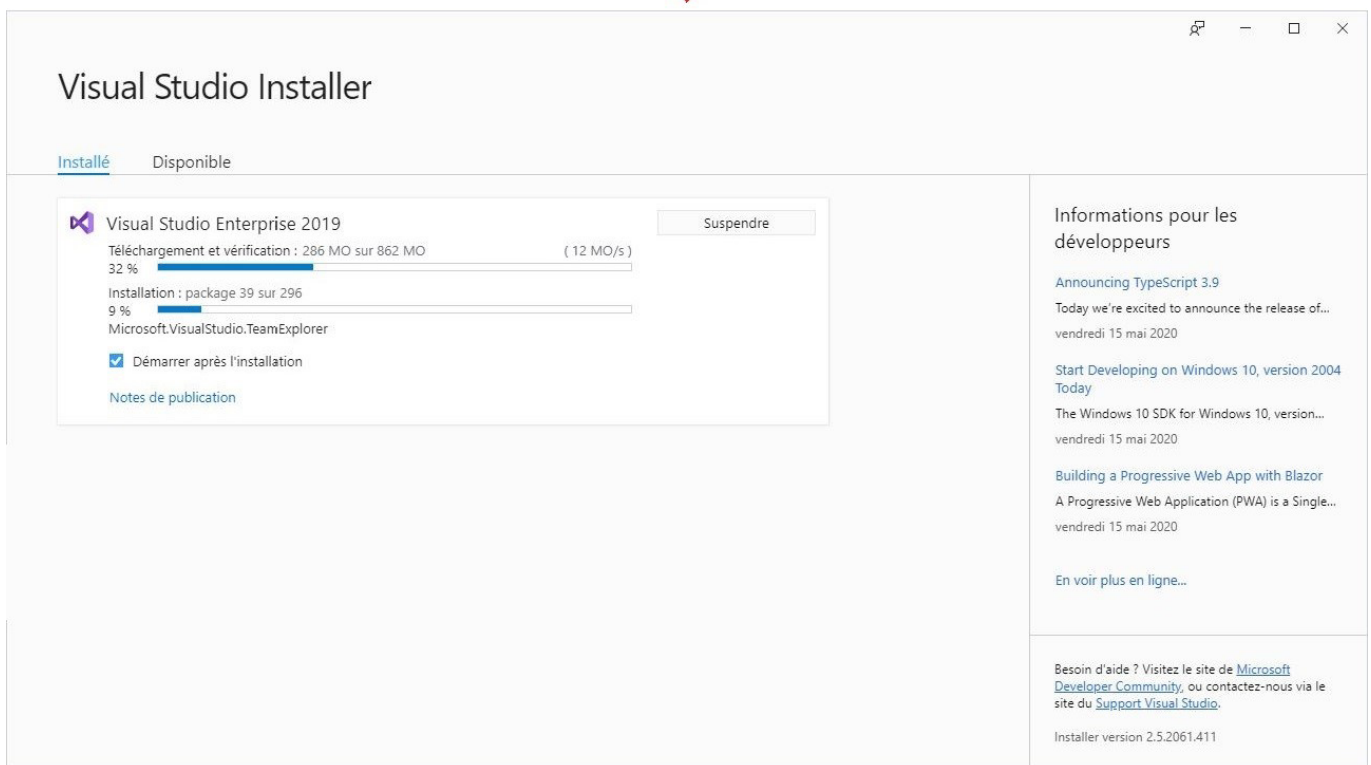 Visual Studio Installer
Installé
Disponible
Visual Studio Enterprise 2019
Suspendre
Téléchargement et vérification : 286 MO sur 862 MO
( 12 MO/s )
32 %
Installation : package 39 sur 296
9 %
Microsoft.VisualStudio.TeamExplorer
Démarrer après l'installation
Notes de publication
Informations pour les
développeurs
Announcing TypeScript 3.9
Today we're excited to announce the release of...
vendredi 15 mai 2020
Start Developing on Windows 10, version 2004
Today
The Windows 10 SDK for Windows 10, version...
vendredi 15 mai 2020
Building a Progressive Web App with Blazor
A Progressive Web Application (PWA) is a Single...
vendredi 15 mai 2020
En voir plus en ligne...
Besoin d'aide ? Visitez le site de Microsoft
Developer Community, ou contactez-nous via le
site du Support Visual Studio.
Installer version 2.5.2061.411